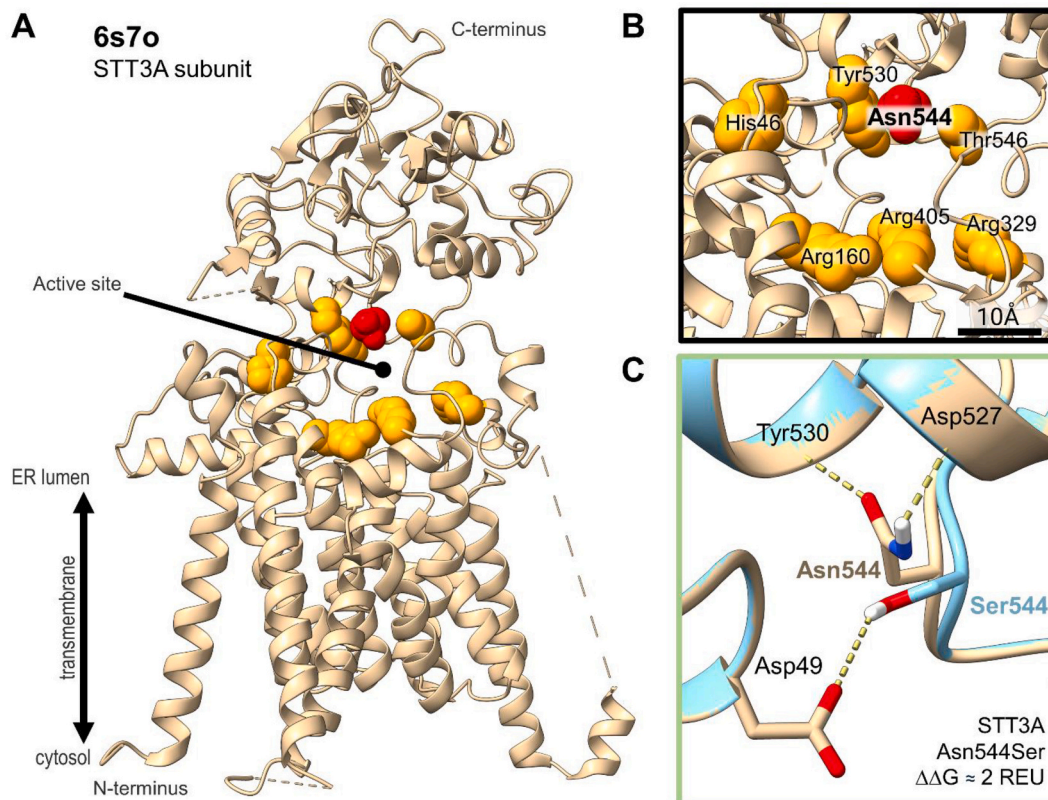 A
6s7o
STT3A subunit
C-terminus
Active site
ER lumen
transmembrane
cytosol
N-terminus
B
Tyr530
Asn544
His46
Thr546
Arg405
Arg329
Arg160
10Å
C
Tyr530
Asp527
Asn544
Ser544
Asp49
STT3A
Asn544Ser
ΔΔG ≈ 2 REU